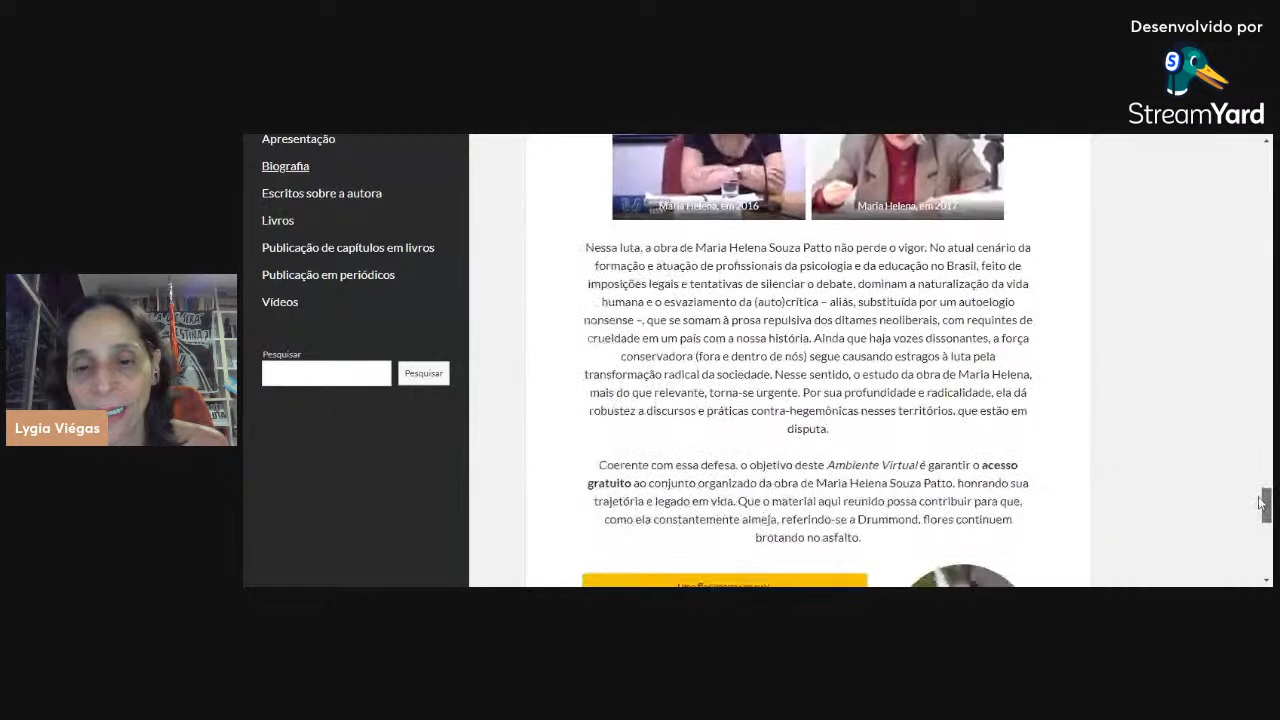 Desenvolvido por
StreamYard
Apresentação
Biografia
Escritos sobre a autora
Livros
Publicação de capítulos em livros
Publicação em periódicos
Vídeos
Pesquisar
Pesquisar
Lygia Viégas
Maria Helena, em 2016
Maria Helena, em 2017
Nessa luta, a obra de Maria Helena Souza Patto não perde o vigor. No atual cenário da
formação e atuação de profissionais da psicologia e da educação no Brasil, feito de
imposições legais e tentativas de silenciar o debate, dominam a naturalização da vida
humana e o esvaziamento da (auto)crítica – aliás, substituída por um autoelogio
nonsense –, que se somam à prosa repulsiva dos ditames neoliberais, com requintes de
crueldade em um país com a nossa história. Ainda que haja vozes dissonantes, a força
conservadora (fora e dentro de nós) segue causando estragos à luta pela
transformação radical da sociedade. Nesse sentido, o estudo da obra de Maria Helena,
mais do que relevante, torna-se urgente. Por sua profundidade e radicalidade, ela dá
robustez a discursos e práticas contra-hegemônicas nesses territórios, que estão em
disputa.
Coerente com essa defesa, o objetivo deste Ambiente Virtual é garantir o acesso
gratuito ao conjunto organizado da obra de Maria Helena Souza Patto, honrando sua
trajetória e legado em vida. Que o material aqui reunido possa contribuir para que,
como ela constantemente almeja, referindo-se a Drummond, flores continuem
brotando no asfalto.